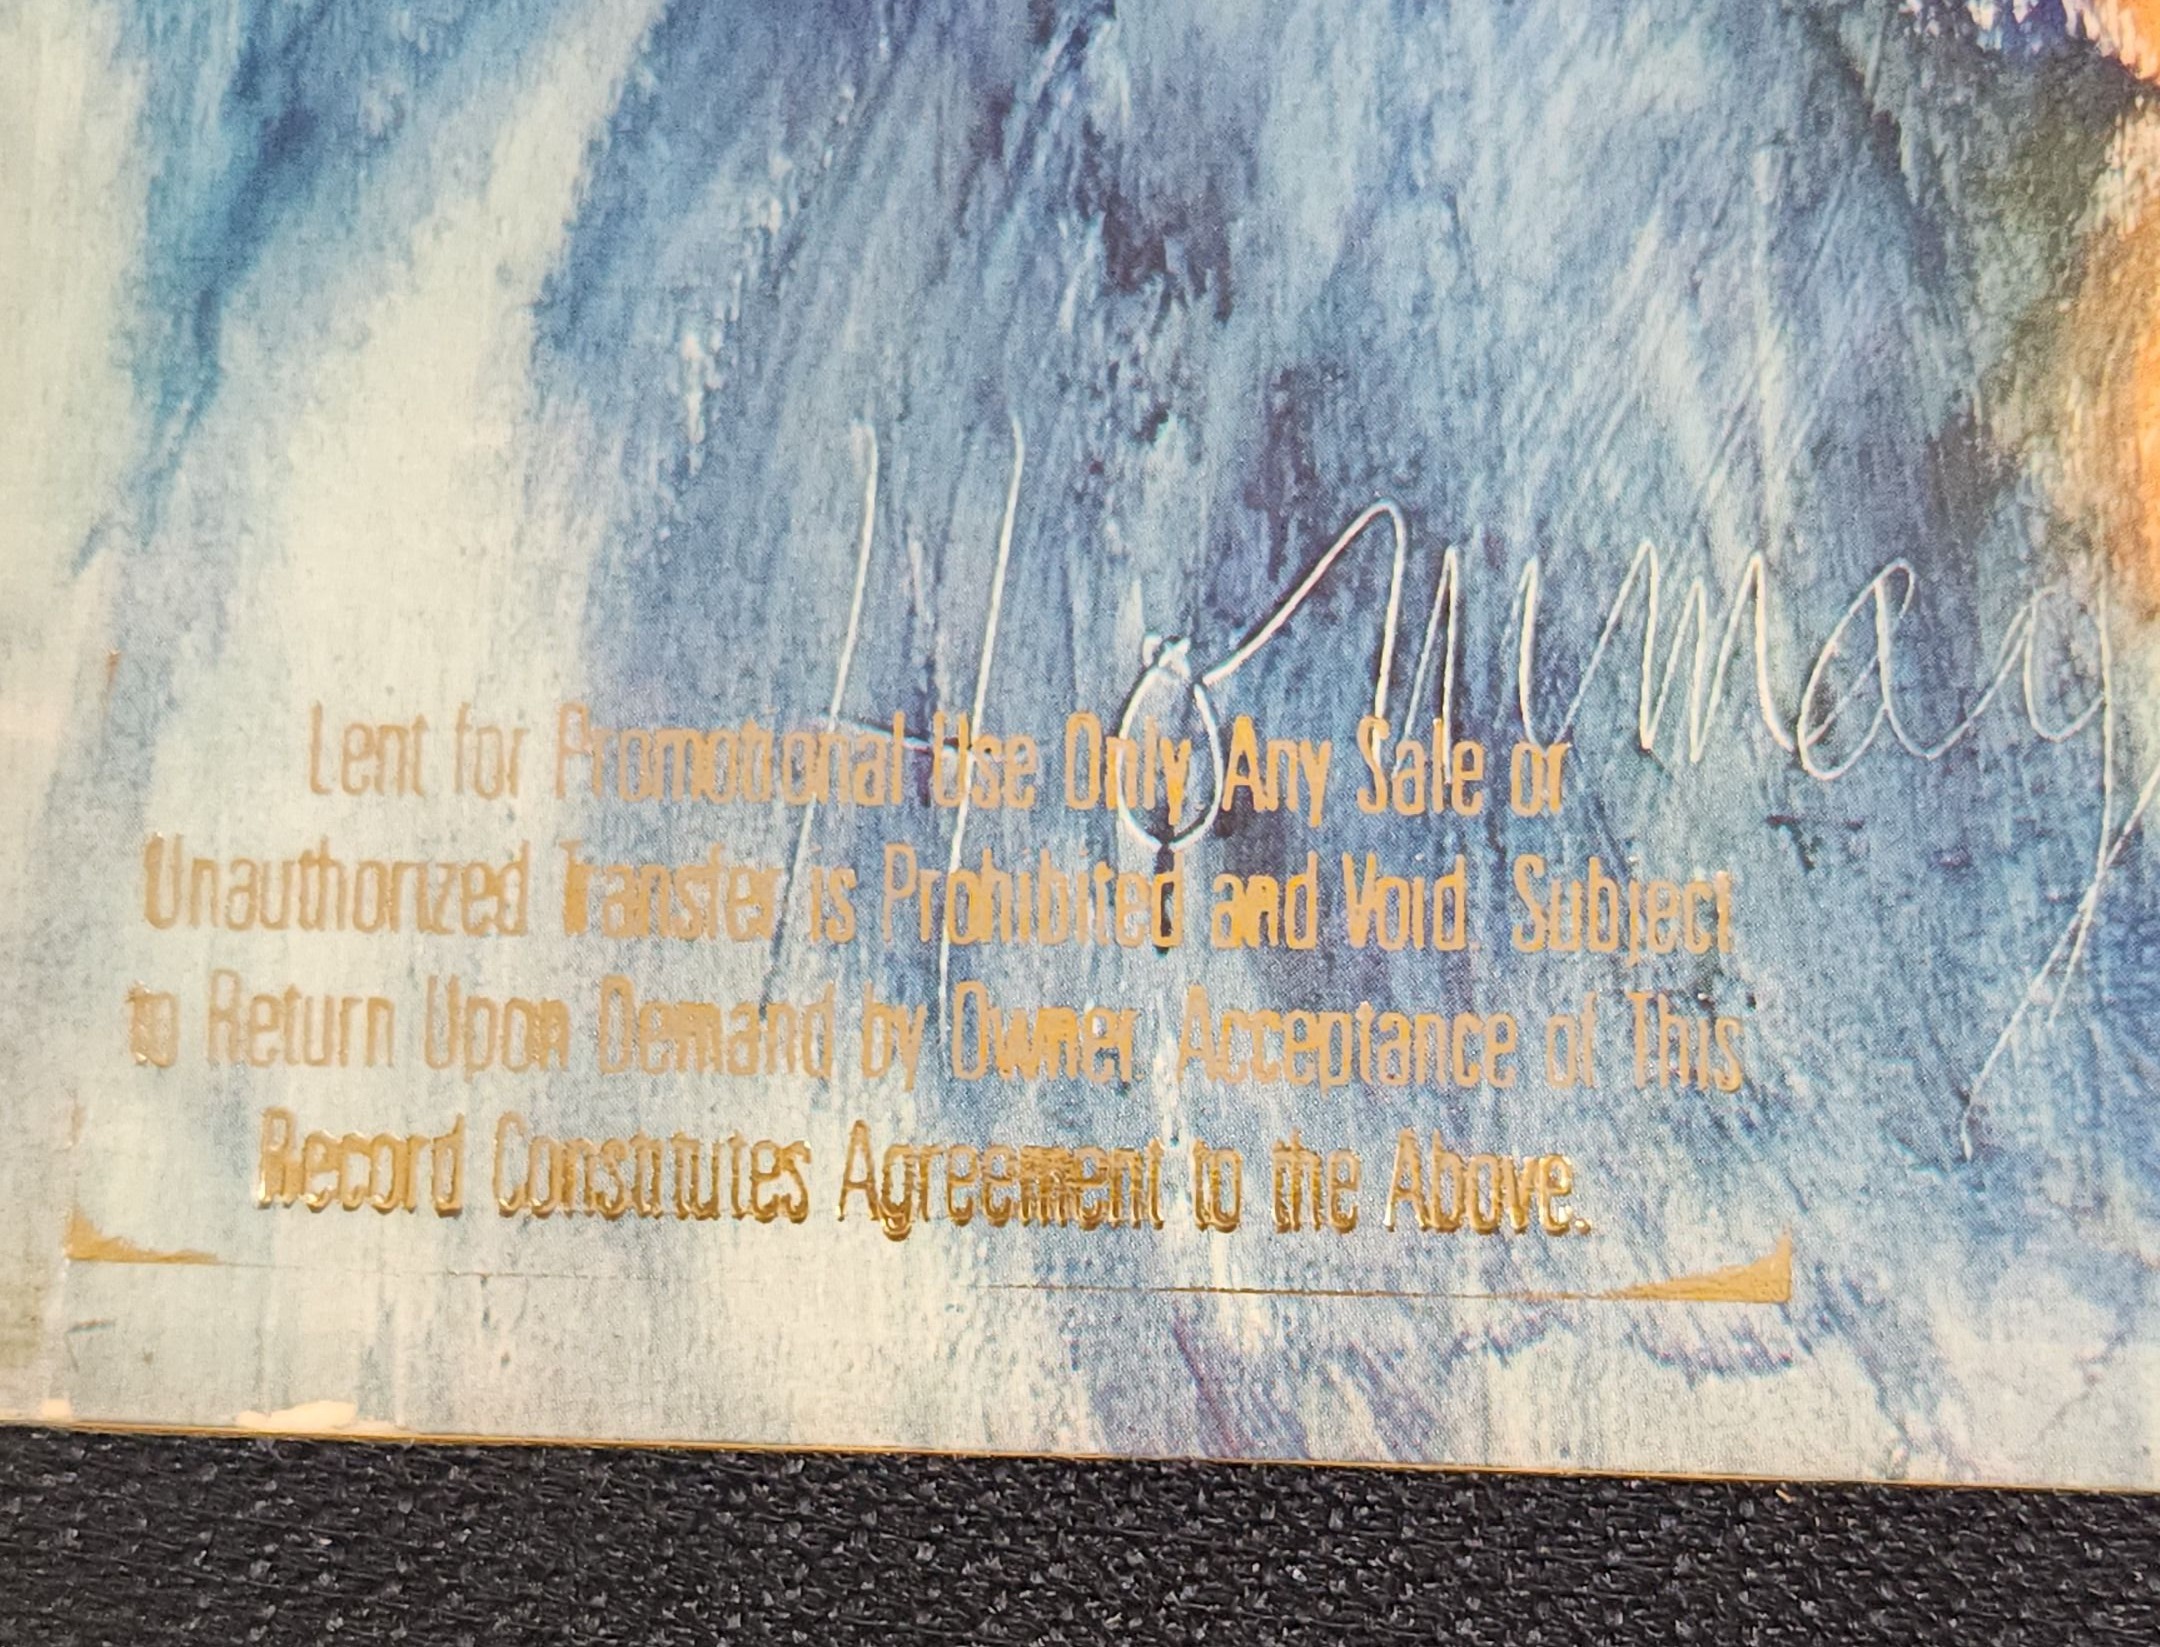 Lent for Promotional Use Only Any Sale or
Unauthorized Transfer is Prohibited and Void. Subject
to Return Upon Demand by Owner. Acceptance of This
Record Constitutes Agreement to the Above.